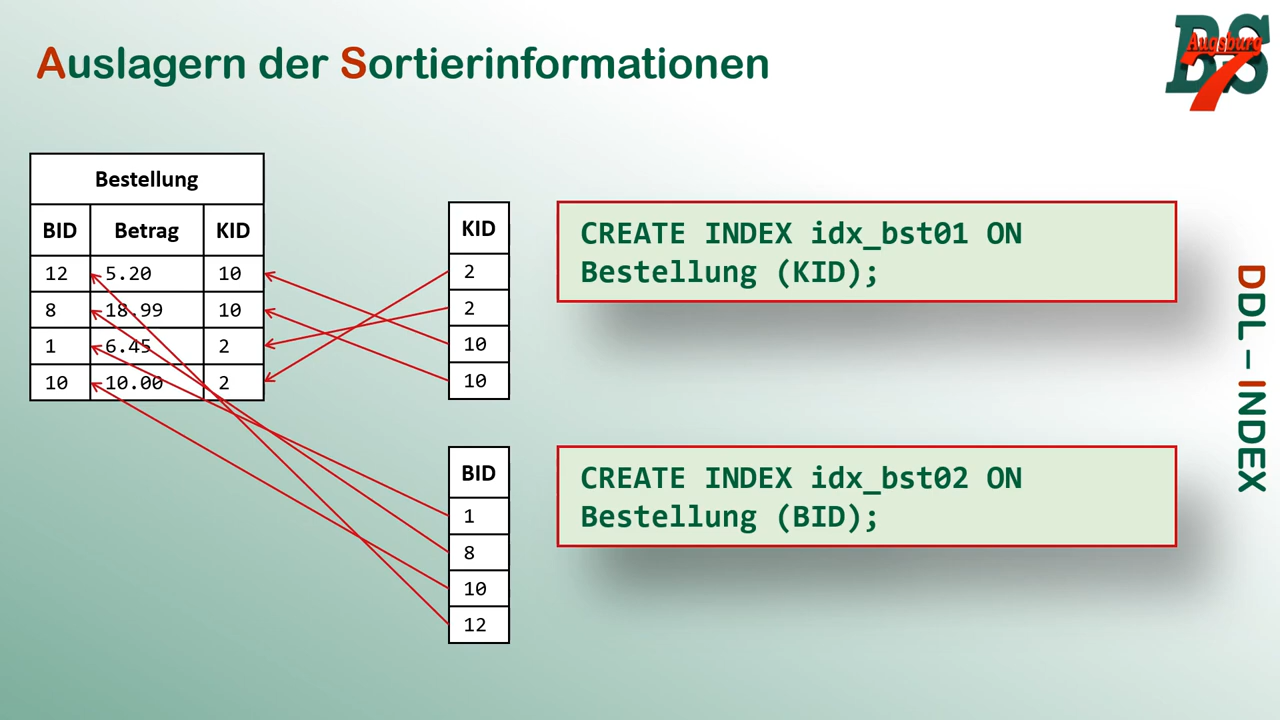 Auslagern der Sortierinformationen
BS
Augsburg
7
Bestellung
BID Betrag KID
12 5.20 10
8 18.99 10
1 6.45 2
10 10.00 2
KID
2
2
10
10
CREATE INDEX idx_bst01 ON
Bestellung (KID);
BID
1
8
10
12
CREATE INDEX idx_bst02 ON
Bestellung (BID);
DDL – INDEX